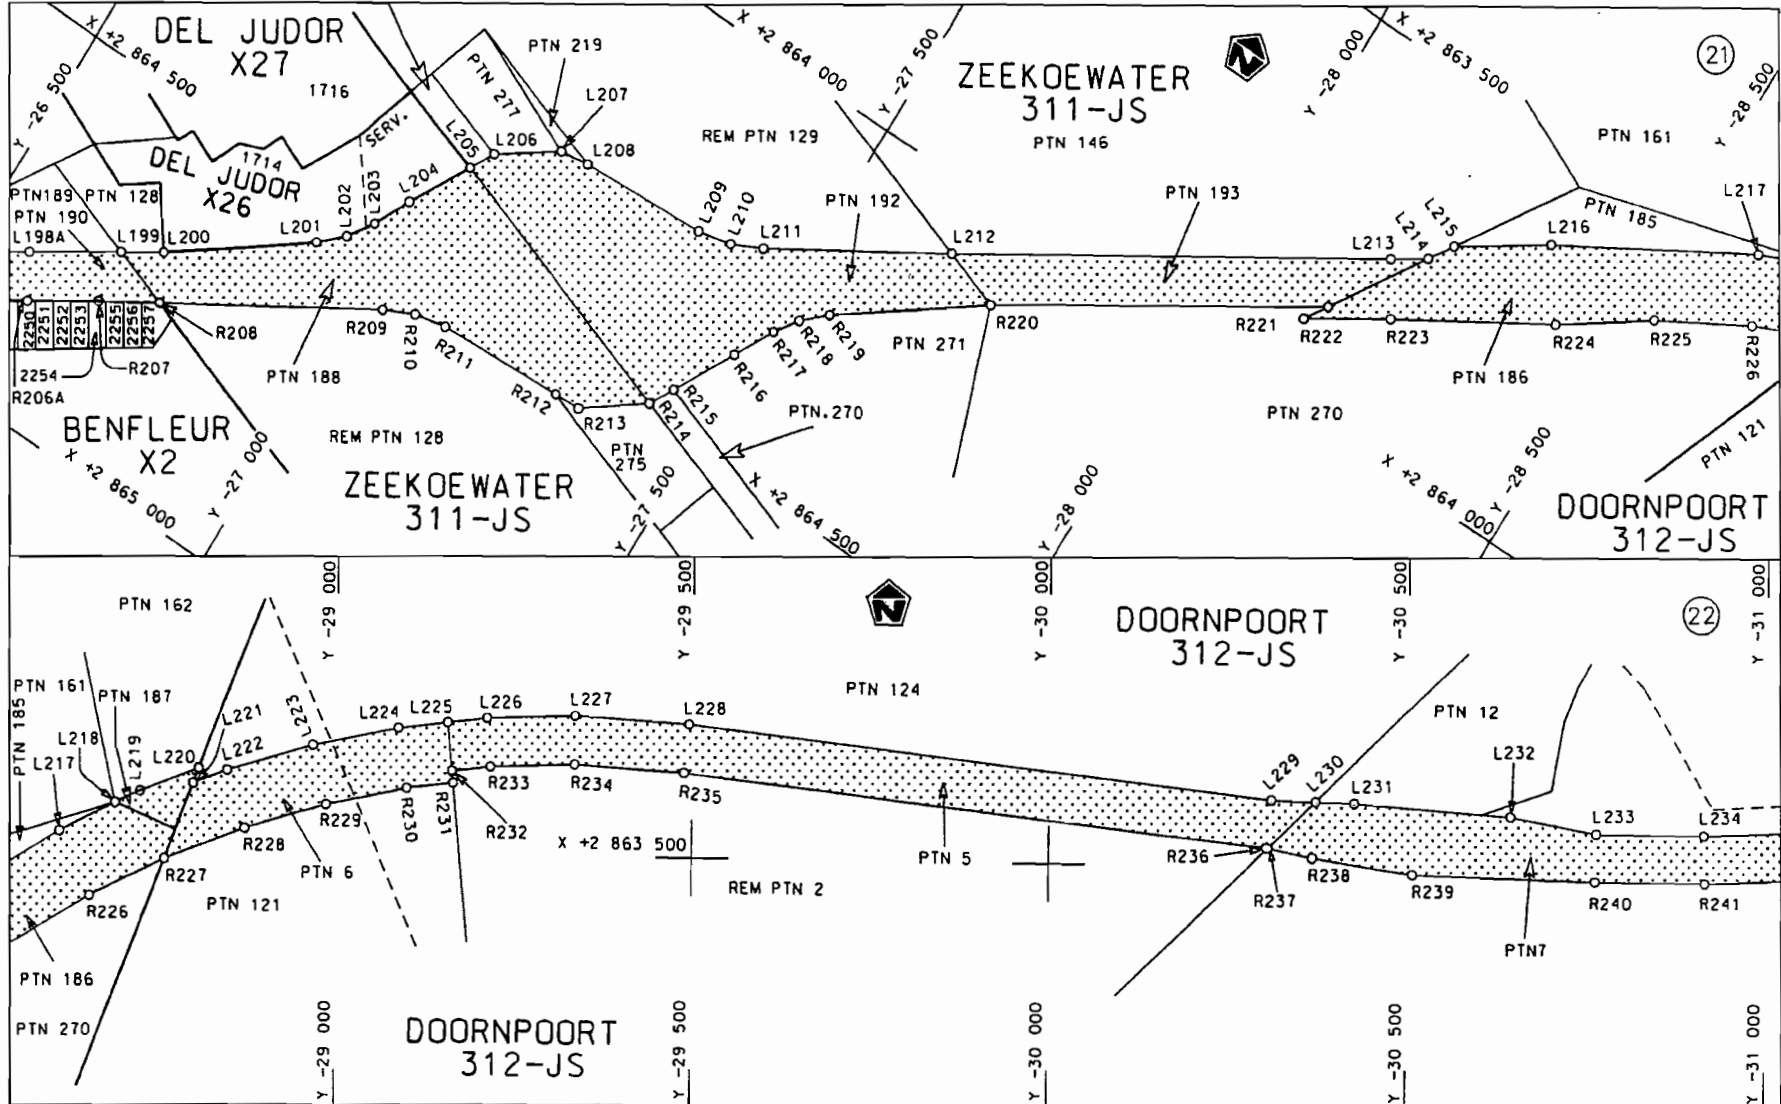 DEL JUDOR
X27
1716
X +2 864 500
Y -26 500
PTN 219
PTN 277
L207
SERV.
1714
DEL JUDOR
X26
L205
L206
L208
L204
L203
L202
L201
REM PTN 129
X +2 864 000
Y -27 500
ZEEKOEWATER
311-JS
PTN 146
N
Y -28 000
X +2 863 500
21
Y -28 500
PTN 161
PTN189
PTN 128
PTN 190
L198A
L199
L200
L209
L210
L211
PTN 192
L212
PTN 193
L213
L214
L215
L216
PTN 185
L217
2250
2251
2252
2253
2255
2256
2257
2254
R206A
R207
R208
PTN 188
R209
R210
R211
R212
R213
R214
R215
R216
R217
R218
R219
PTN 271
R220
R221
R222
R223
R224
R225
R226
PTN 186
PTN.270
PTN 270
PTN 121
BENFLEUR
X2
X +2 865 000
Y -27 000
REM PTN 128
ZEEKOEWATER
311-JS
PTN
275
Y -27 500
X +2 864 500
Y -28 000
X +2 864 000
Y -28 500
DOORNPOORT
312-JS
PTN 162
Y -29 000
Y -29 500
N
Y -30 000
DOORNPOORT
312-JS
Y -30 500
22
Y -31 000
PTN 161
PTN 187
PTN 185
L217
L218
L219
L220
L221
L222
L223
L224
L225
L226
L227
L228
PTN 124
PTN 12
L229
L230
L231
L232
L233
L234
R226
R227
R228
R229
R230
R231
R232
R233
R234
R235
R236
R237
R238
R239
R240
R241
PTN 121
PTN 6
X +2 863 500
REM PTN 2
PTN 5
PTN7
PTN 186
PTN 270
Y -29 000
DOORNPOORT
312-JS
Y -29 500
Y -30 000
Y -30 500
Y -31 000